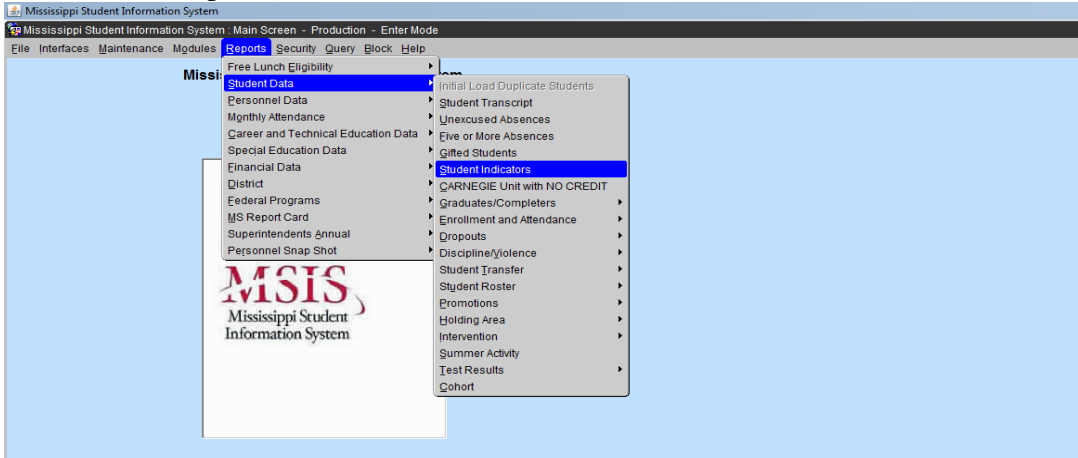 Mississippi Student Information System
Mississippi Student Information System : Main Screen - Production - Enter Mode
File Interfaces Maintenance Modules Reports Security Query Block Help
Missi
em
Free Lunch Eligibility
Student Data
Personnel Data
Monthly Attendance
Career and Technical Education Data
Special Education Data
Financial Data
District
Federal Programs
MS Report Card
Superintendents Annual
Personnel Snap Shot
Initial Load Duplicate Students
Student Transcript
Unexcused Absences
Five or More Absences
Gifted Students
Student Indicators
CARNEGIE Unit with NO CREDIT
Graduates/Completers
Enrollment and Attendance
Dropouts
Discipline/Violence
Student Transfer
Student Roster
Promotions
Holding Area
Intervention
Summer Activity
Test Results
Cohort
MSIS
Mississippi Student
Information System